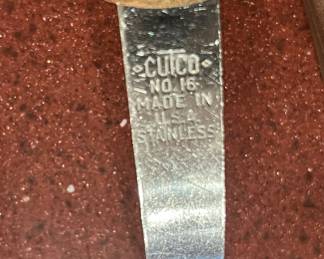 CUTCO
NO. 16
MADE IN
U.S.A.
STAINLESS